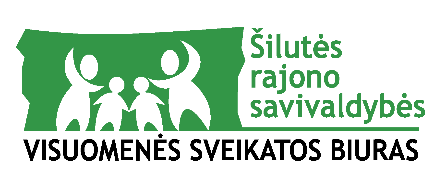 Šilutės
rajono
savivaldybės
VISUOMENĖS SVEIKATOS BIURAS